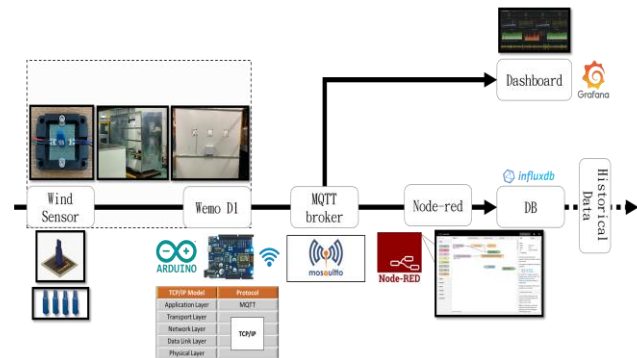 Dashboard
Grafana
influxdb
Wind
Sensor
Wemo D1
MQTT
broker
Node-red
DB
Historical
Data
ARDUINO
mosquitto
Node-RED
TCP/IP Model Protocol
Application Layer MQTT
Transport Layer
Network Layer
TCP/IP
Data Link Layer
Physical Layer